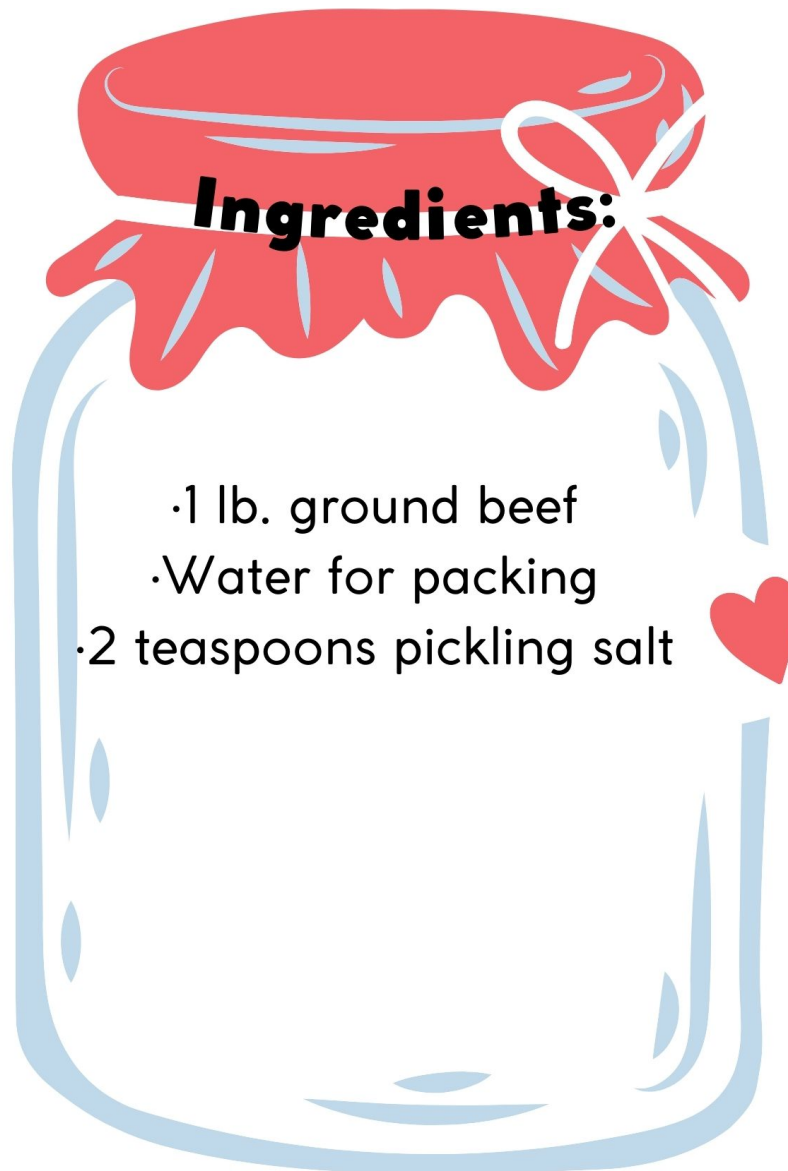 Ingredients:
·1 lb. ground beef
·Water for packing
·2 teaspoons pickling salt